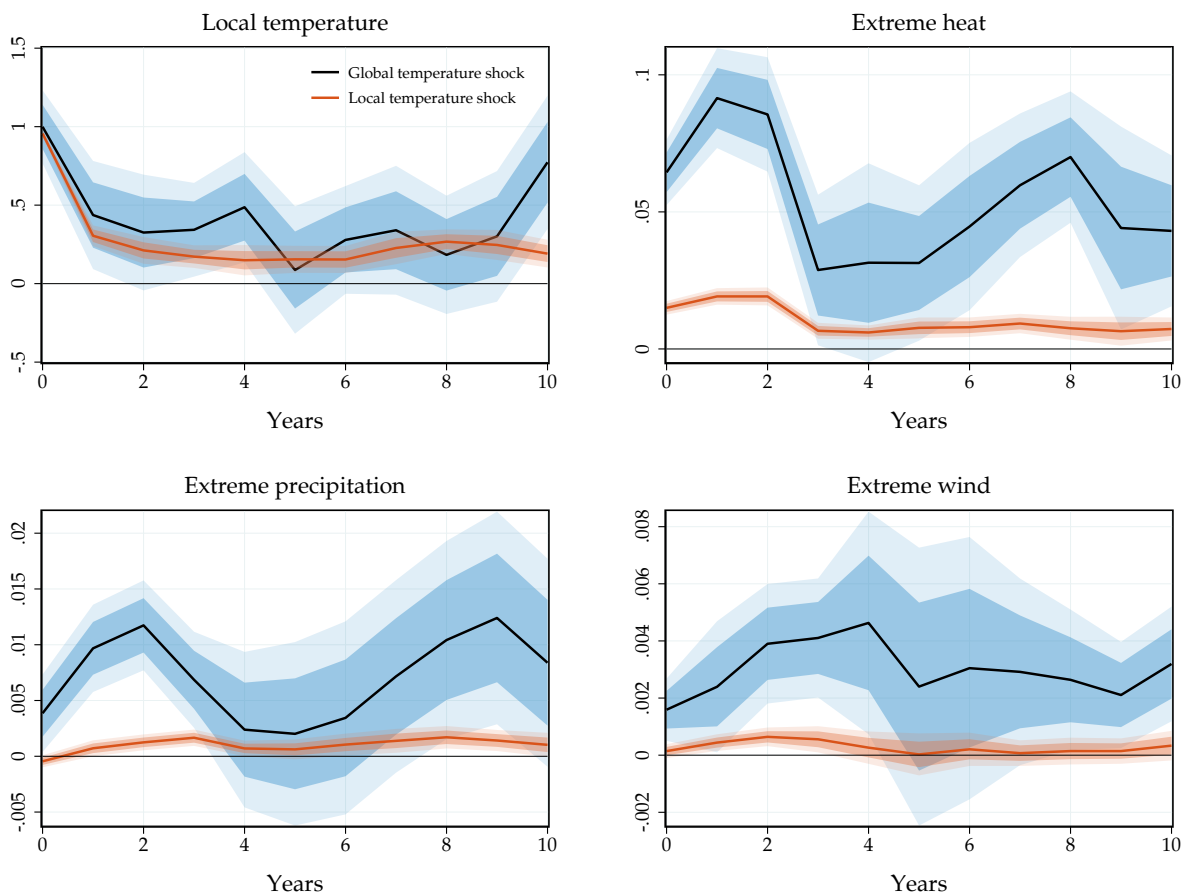 Local temperature
1.5
1
.5
0
-.5
Global temperature shock
Local temperature shock
0 2 4 6 8 10
Years
Extreme heat
.1
.05
0
0 2 4 6 8 10
Years
Extreme precipitation
.02
.015
.01
.005
0
-.005
0 2 4 6 8 10
Years
Extreme wind
.008
.006
.004
.002
0
-.002
0 2 4 6 8 10
Years